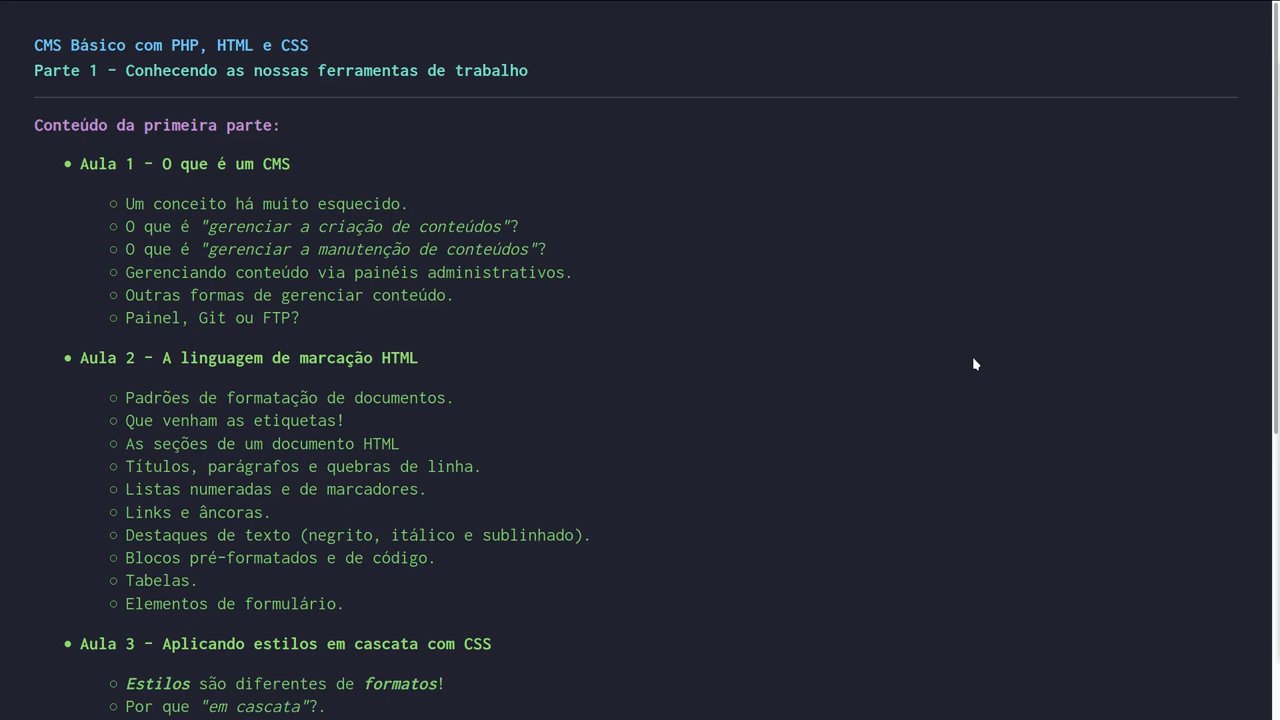 CMS Básico com PHP, HTML e CSS
Parte 1 - Conhecendo as nossas ferramentas de trabalho
Conteúdo da primeira parte:
• Aula 1 - O que é um CMS
○ Um conceito há muito esquecido.
○ O que é "gerenciar a criação de conteúdos"?
○ O que é "gerenciar a manutenção de conteúdos"?
○ Gerenciando conteúdo via painéis administrativos.
○ Outras formas de gerenciar conteúdo.
○ Painel, Git ou FTP?
• Aula 2 - A linguagem de marcação HTML
○ Padrões de formatação de documentos.
○ Que venham as etiquetas!
○ As seções de um documento HTML
○ Títulos, parágrafos e quebras de linha.
○ Listas numeradas e de marcadores.
○ Links e âncoras.
○ Destaques de texto (negrito, itálico e sublinhado).
○ Blocos pré-formatados e de código.
○ Tabelas.
○ Elementos de formulário.
• Aula 3 - Aplicando estilos em cascata com CSS
○ Estilos são diferentes de formatos!
○ Por que "em cascata"?.